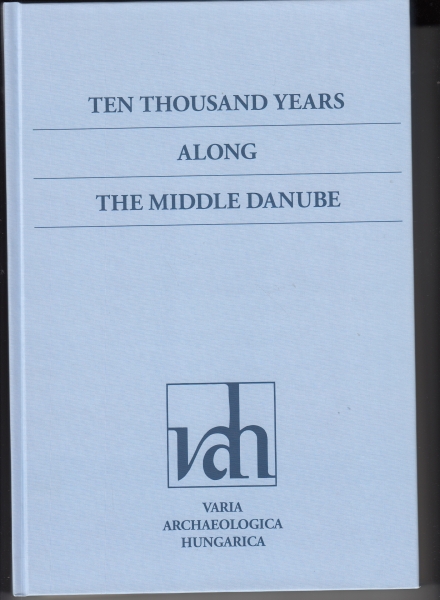 TEN THOUSAND YEARS
ALONG
THE MIDDLE DANUBE
vah
VARIA
ARCHAEOLOGICA
HUNGARICA